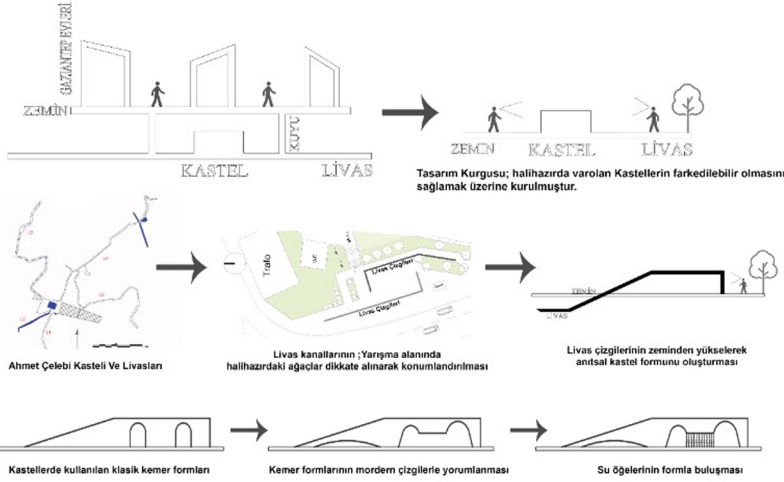 GAZİANTEP EVLERİ
ZEMİN
KUYU
KASTEL
LİVAS
ZEMİN
KASTEL
LİVAS
Tasarım Kurgusu; halihazırda varolan Kastellerin farkedilebilir olmasını
sağlamak üzerine kurulmuştur.
Trafo
WC
Livas Çizgileri
Livas Çizgileri
ZEMİN
LİVAS
Ahmet Çelebi Kasteli Ve Livasları
Livas kanallarının ;Yarışma alanında
halihazırdaki ağaçlar dikkate alınarak konumlandırılması
Livas çizgilerinin zeminden yükselerek
anıtsal kastel formunu oluşturması
Kastellerde kullanılan klasik kemer formları
Kemer formlarının mordern çizgilerle yorumlanması
Su öğelerinin formla buluşması